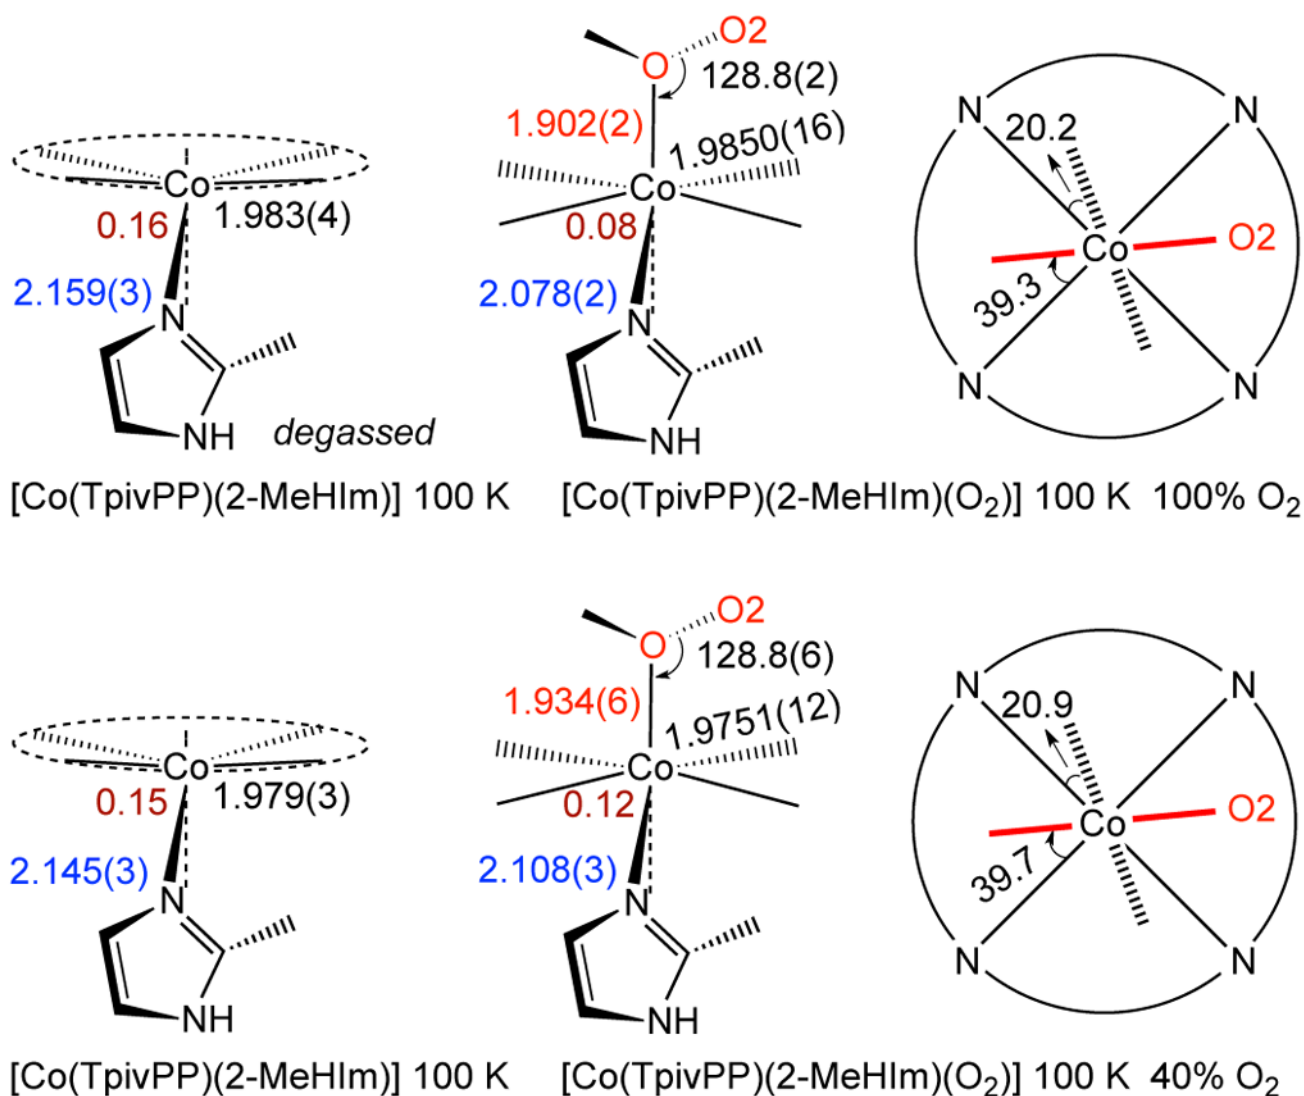 O2
O
128.8(2)
1.902(2)
1.9850(16)
Co
0.16
1.983(4)
2.159(3)
N
NH
degassed
Co
0.08
2.078(2)
N
NH
N
N
20.2
Co
O2
39.3
N
N
[Co(TpivPP)(2-MeHIm)] 100 K
[Co(TpivPP)(2-MeHIm)(O₂)] 100 K 100% O₂
O2
O
128.8(6)
1.934(6)
1.9751(12)
Co
0.15
1.979(3)
2.145(3)
N
NH
Co
0.12
2.108(3)
N
NH
N
N
20.9
Co
O2
39.7
N
N
[Co(TpivPP)(2-MeHIm)] 100 K
[Co(TpivPP)(2-MeHIm)(O₂)] 100 K 40% O₂